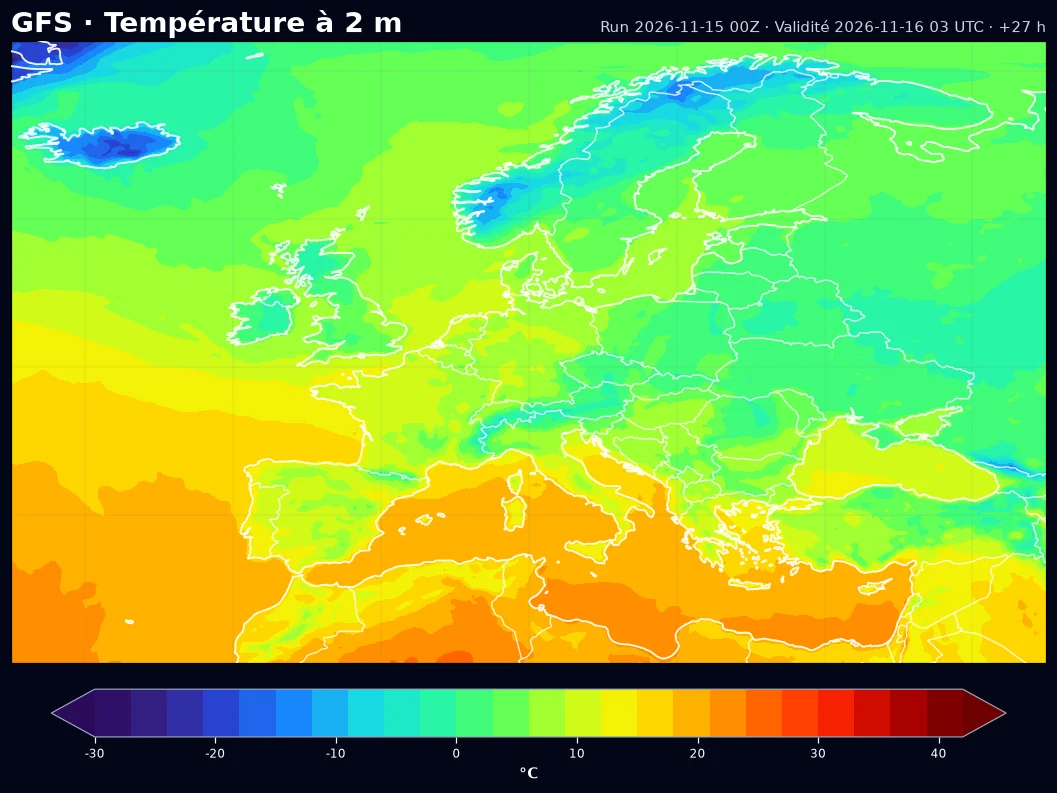 GFS · Température à 2 m
Run 2026-11-15 00Z · Validité 2026-11-16 03 UTC · +27 h
-30 -20 -10 0 10 20 30 40
°C